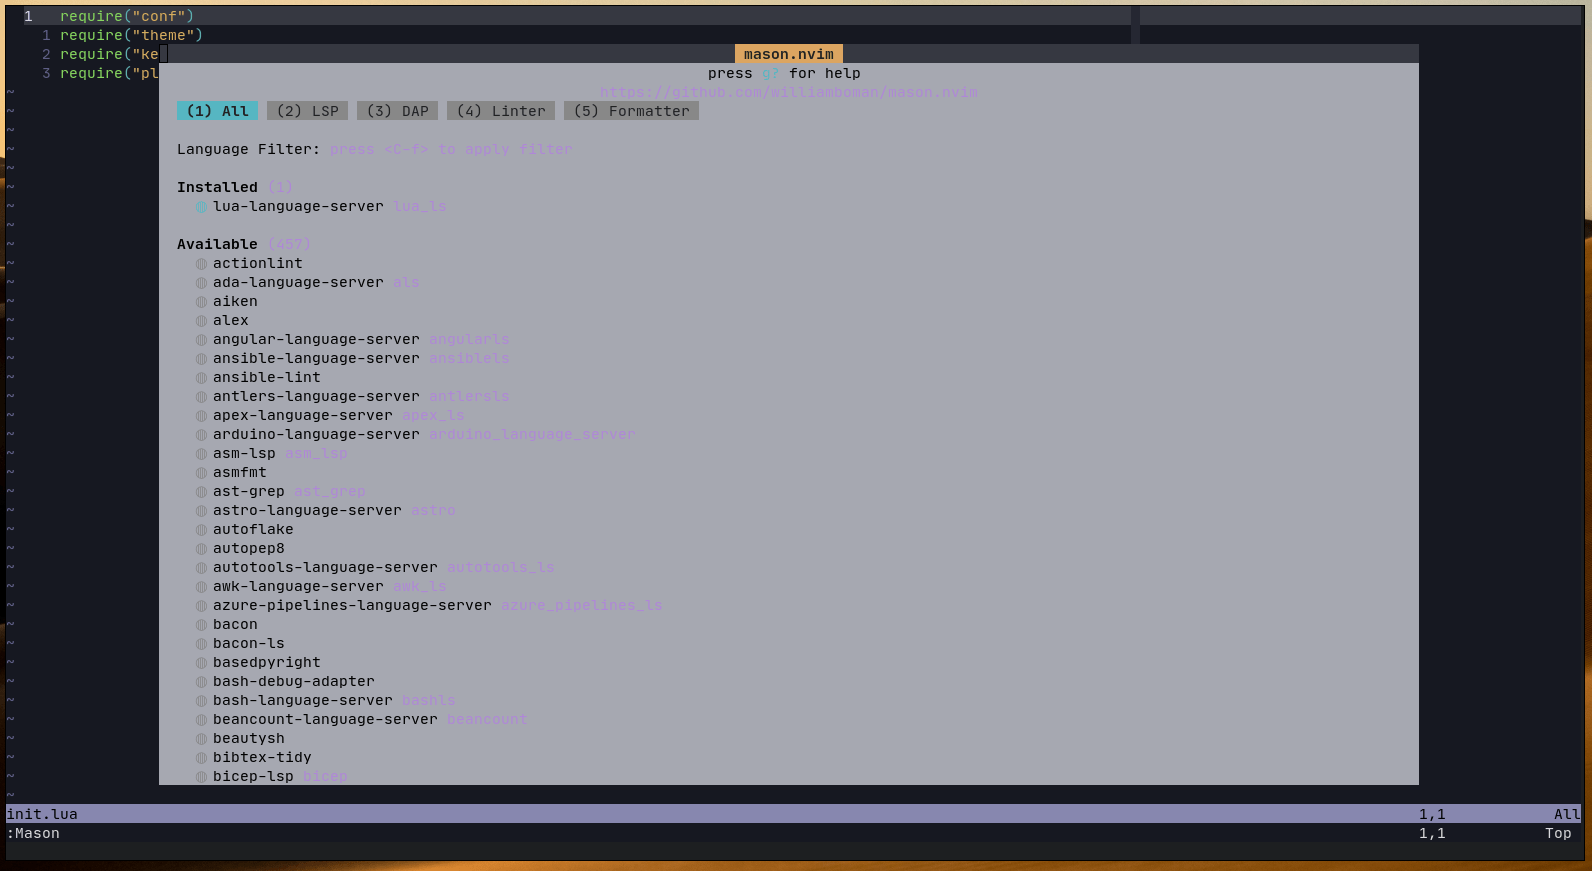 1 require("conf")
1 require("theme")
2 require("ke
3 require("pl
mason.nvim
press g? for help
https://github.com/williamboman/mason.nvim
(1) All (2) LSP (3) DAP (4) Linter (5) Formatter
Language Filter: press <C-f> to apply filter
Installed (1)
◍ lua-language-server lua_ls
Available (457)
◍ actionlint
◍ ada-language-server als
◍ aiken
◍ alex
◍ angular-language-server angularls
◍ ansible-language-server ansiblels
◍ ansible-lint
◍ antlers-language-server antlersls
◍ apex-language-server apex_ls
◍ arduino-language-server arduino_language_server
◍ asm-lsp asm_lsp
◍ asmfmt
◍ ast-grep ast_grep
◍ astro-language-server astro
◍ autoflake
◍ autopep8
◍ autotools-language-server autotools_ls
◍ awk-language-server awk_ls
◍ azure-pipelines-language-server azure_pipelines_ls
◍ bacon
◍ bacon-ls
◍ basedpyright
◍ bash-debug-adapter
◍ bash-language-server bashls
◍ beancount-language-server beancount
◍ beautysh
◍ bibtex-tidy
◍ bicep-lsp bicep
init.lua 1,1 All
:Mason 1,1 Top